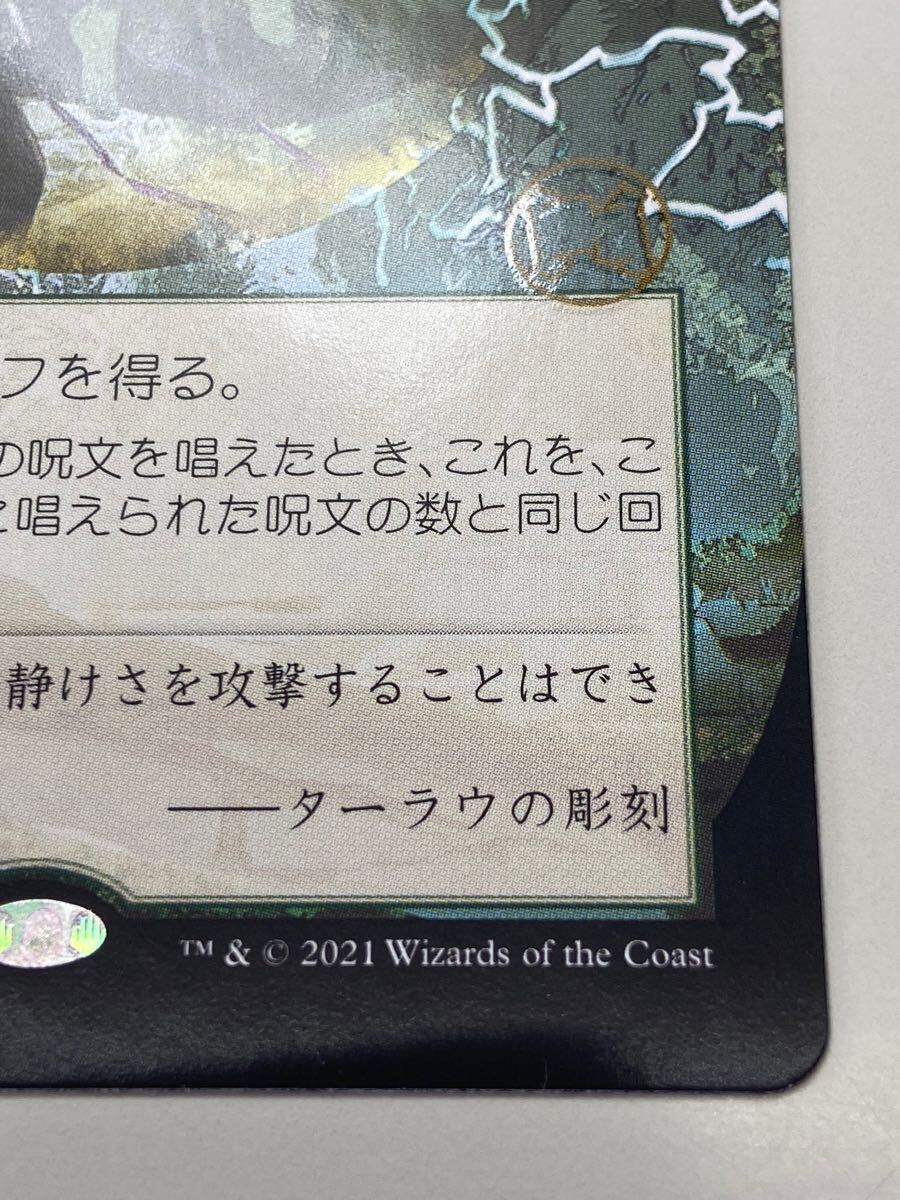 フを得る。
の呪文を唱えたとき、これを、こ
に唱えられた呪文の数と同じ回
静けさを攻撃することはでき
――ターラウの彫刻
™ & © 2021 Wizards of the Coast